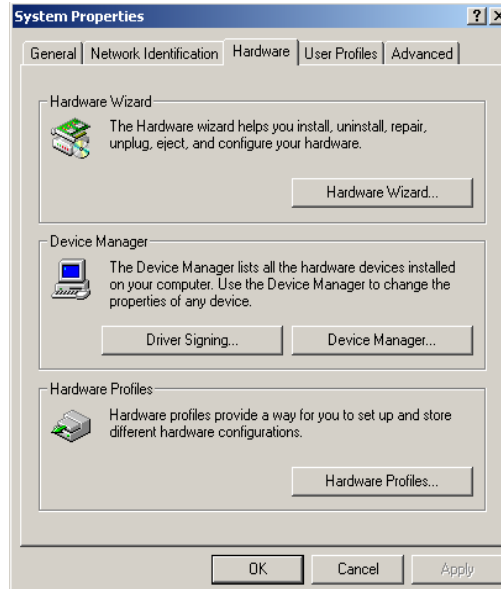 System Properties
General
Network Identification
Hardware
User Profiles
Advanced
Hardware Wizard
The Hardware wizard helps you install, uninstall, repair,
unplug, eject, and configure your hardware.
Hardware Wizard...
Device Manager
The Device Manager lists all the hardware devices installed
on your computer. Use the Device Manager to change the
properties of any device.
Driver Signing...
Device Manager...
Hardware Profiles
Hardware profiles provide a way for you to set up and store
different hardware configurations.
Hardware Profiles...
OK
Cancel
Apply